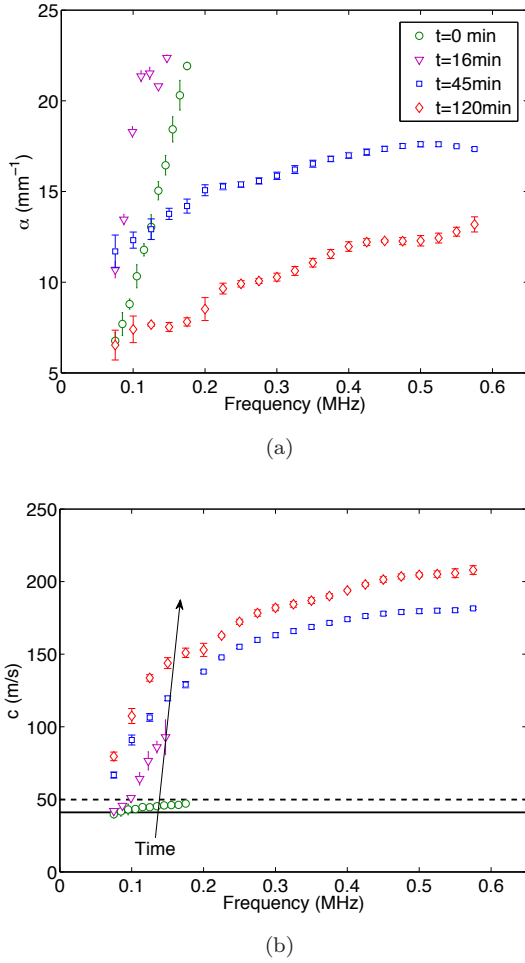 25
20
15
10
5
0
0.1
0.2
0.3
0.4
0.5
0.6
Frequency (MHz)
α (mm⁻¹)
t=0 min
t=16min
t=45min
t=120min
(a)
250
200
150
100
50
0
0
0.1
0.2
0.3
0.4
0.5
0.6
Frequency (MHz)
c (m/s)
Time
(b)